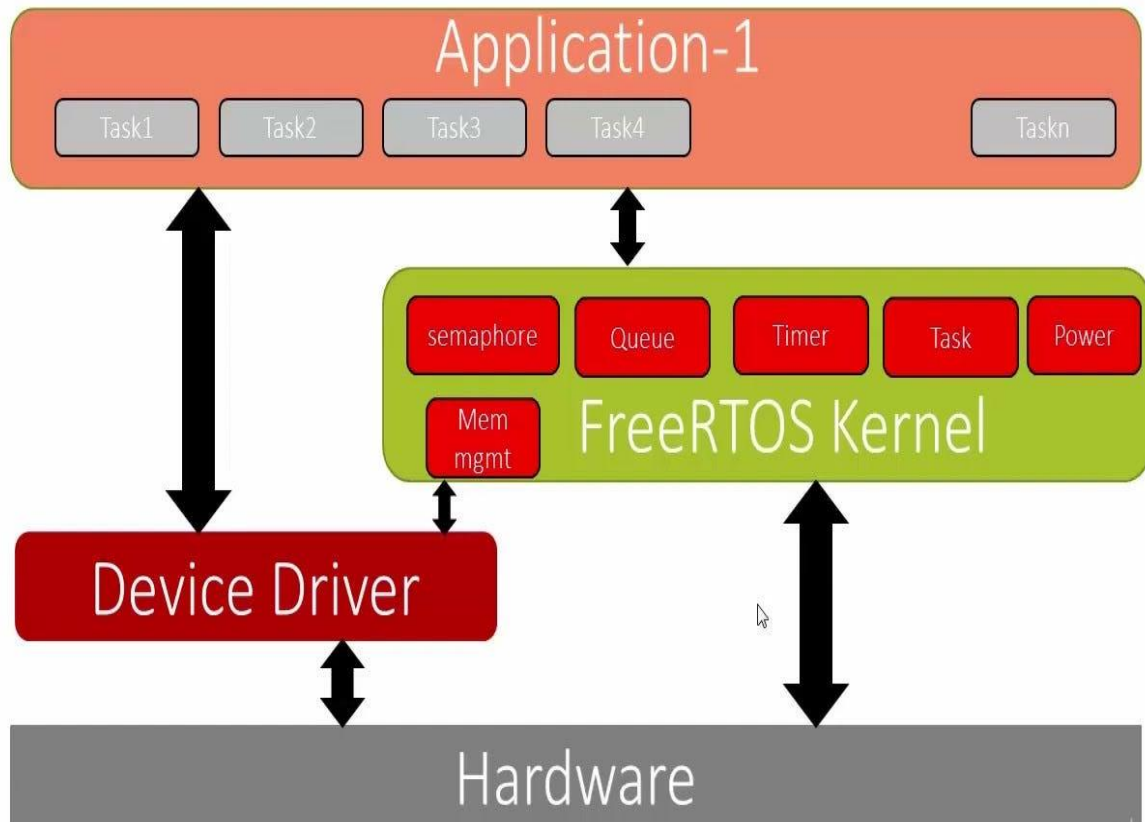 Application-1
Task1 Task2 Task3 Task4 Taskn
semaphore Queue Timer Task Power
Mem
mgmt
FreeRTOS Kernel
Device Driver
Hardware